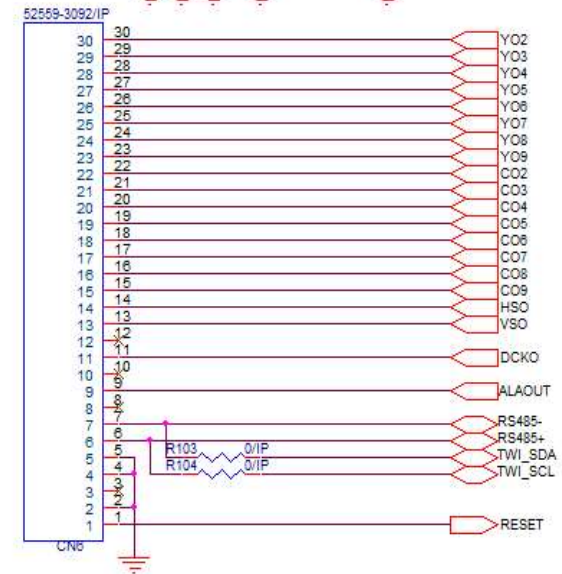 52559-3092/IP
30 30 YO2
29 29 YO3
28 28 YO4
27 27 YO5
26 26 YO6
25 25 YO7
24 24 YO8
23 23 YO9
22 22 CO2
21 21 CO3
20 20 CO4
19 19 CO5
18 18 CO6
17 17 CO7
16 16 CO8
15 15 CO9
14 14 HSO
13 13 VSO
12 12
11 11 DCKO
10 10
9 9 ALAOUT
8 8
7 7 RS485-
6 6 RS485+
5 5 R103 0/IP TWI_SDA
4 4 R104 0/IP TWI_SCL
3 3
2 2
1 1 RESET
CN6